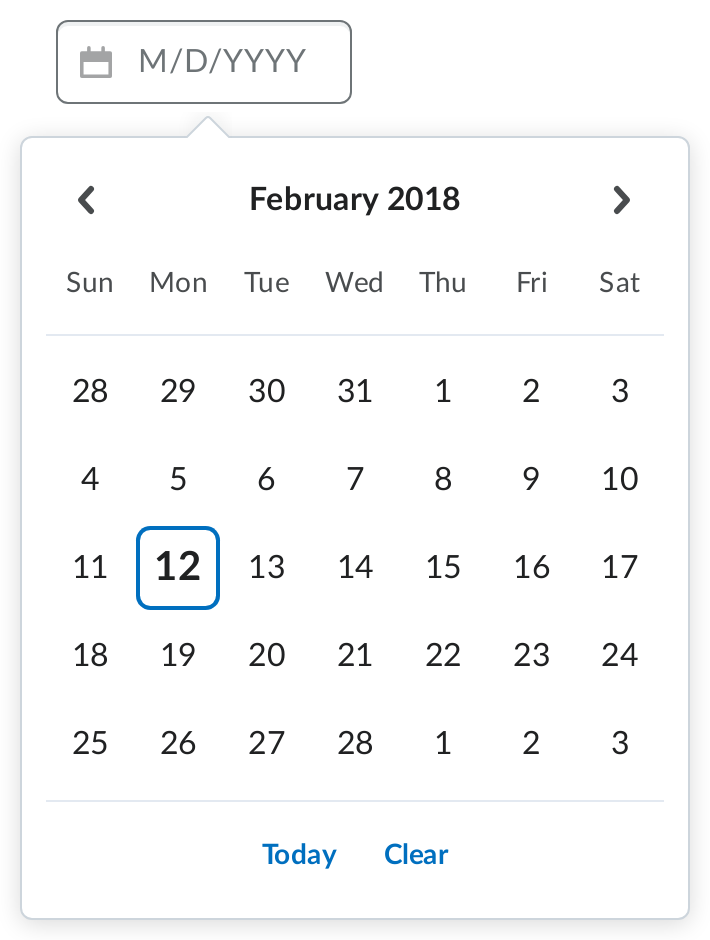 M/D/YYYY
February 2018
Sun Mon Tue Wed Thu Fri Sat
28 29 30 31 1 2 3
4 5 6 7 8 9 10
11 12 13 14 15 16 17
18 19 20 21 22 23 24
25 26 27 28 1 2 3
Today Clear